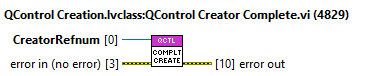 QControl Creation.lvclass:QControl Creator Complete.vi (4829)
CreatorRefnum [0]
QCTL
COMPLT
CREATE
error in (no error) [3]
[10] error out